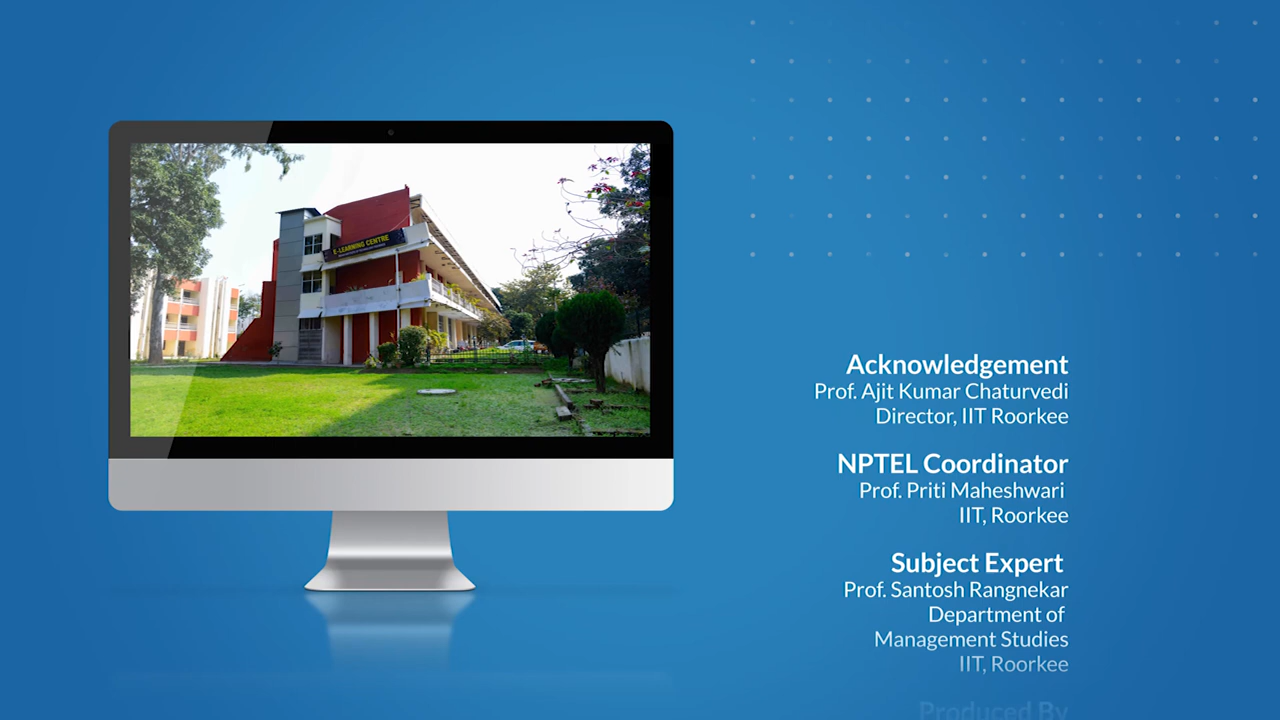 E-LEARNING CENTRE
Acknowledgement
Prof. Ajit Kumar Chaturvedi
Director, IIT Roorkee
NPTEL Coordinator
Prof. Priti Maheshwari
IIT, Roorkee
Subject Expert
Prof. Santosh Rangnekar
Department of
Management Studies
IIT, Roorkee
Produced By